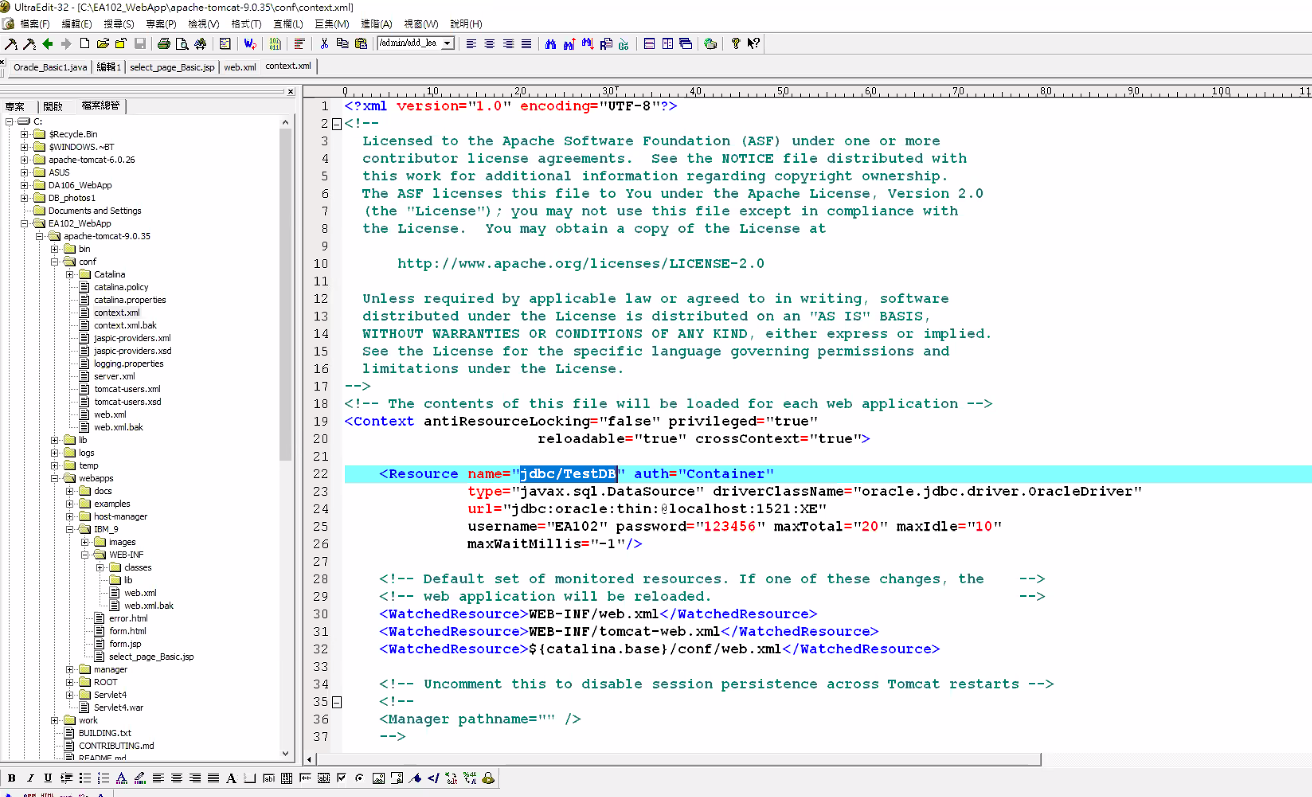 UltraEdit-32 - [C:\EA102_WebApp\apache-tomcat-9.0.35\conf\context.xml]
檔案(F) 編輯(E) 搜尋(S) 專案(P) 檢視(V) 格式(T) 直欄(L) 巨集(M) 進階(A) 視窗(W) 說明(H)
/admin/add_lea
Oracle_Basic1.java 編輯1 select_page_Basic.jsp web.xml context.xml
專案 開啟 檔案總管
C:
$Recycle.Bin
$WINDOWS.~BT
apache-tomcat-6.0.26
ASUS
DA106_WebApp
DB_photos1
Documents and Settings
EA102_WebApp
apache-tomcat-9.0.35
bin
conf
Catalina
catalina.policy
catalina.properties
context.xml
context.xml.bak
jaspic-providers.xml
jaspic-providers.xsd
logging.properties
server.xml
tomcat-users.xml
tomcat-users.xsd
web.xml
web.xml.bak
lib
logs
temp
webapps
docs
examples
host-manager
IBM_9
images
WEB-INF
classes
lib
web.xml
web.xml.bak
error.html
form.html
form.jsp
select_page_Basic.jsp
manager
ROOT
Servlet4
Servlet4.war
work
BUILDING.txt
CONTRIBUTING.md
README.md
0 10 20 30 40 50 60 70 80 90 100 11
1 <?xml version="1.0" encoding="UTF-8"?>
2 <!--
3 Licensed to the Apache Software Foundation (ASF) under one or more
4 contributor license agreements.  See the NOTICE file distributed with
5 this work for additional information regarding copyright ownership.
6 The ASF licenses this file to You under the Apache License, Version 2.0
7 (the "License"); you may not use this file except in compliance with
8 the License.  You may obtain a copy of the License at
9
10 http://www.apache.org/licenses/LICENSE-2.0
11
12 Unless required by applicable law or agreed to in writing, software
13 distributed under the License is distributed on an "AS IS" BASIS,
14 WITHOUT WARRANTIES OR CONDITIONS OF ANY KIND, either express or implied.
15 See the License for the specific language governing permissions and
16 limitations under the License.
17 -->
18 <!-- The contents of this file will be loaded for each web application -->
19 <Context antiResourceLocking="false" privileged="true"
20 reloadable="true" crossContext="true">
21
22 <Resource name="jdbc/TestDB" auth="Container"
23 type="javax.sql.DataSource" driverClassName="oracle.jdbc.driver.OracleDriver"
24 url="jdbc:oracle:thin:@localhost:1521:XE"
25 username="EA102" password="123456" maxTotal="20" maxIdle="10"
26 maxWaitMillis="-1"/>
27
28 <!-- Default set of monitored resources. If one of these changes, the    -->
29 <!-- web application will be reloaded.                                   -->
30 <WatchedResource>WEB-INF/web.xml</WatchedResource>
31 <WatchedResource>WEB-INF/tomcat-web.xml</WatchedResource>
32 <WatchedResource>${catalina.base}/conf/web.xml</WatchedResource>
33
34 <!-- Uncomment this to disable session persistence across Tomcat restarts -->
35 <!--
36 <Manager pathname="" />
37 -->